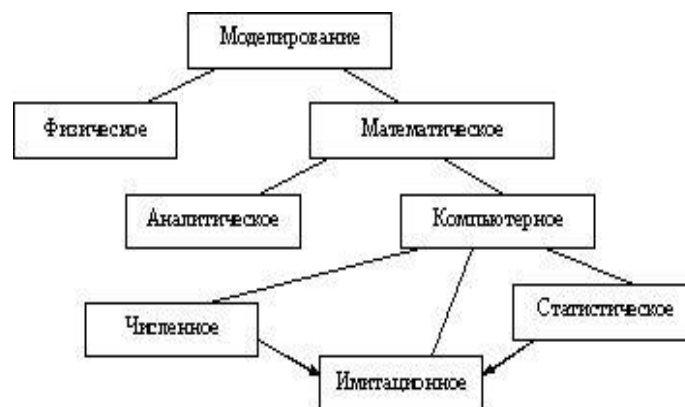 Моделирование
Физическое
Математическое
Аналитическое
Компьютерное
Численное
Статистическое
Имитационное